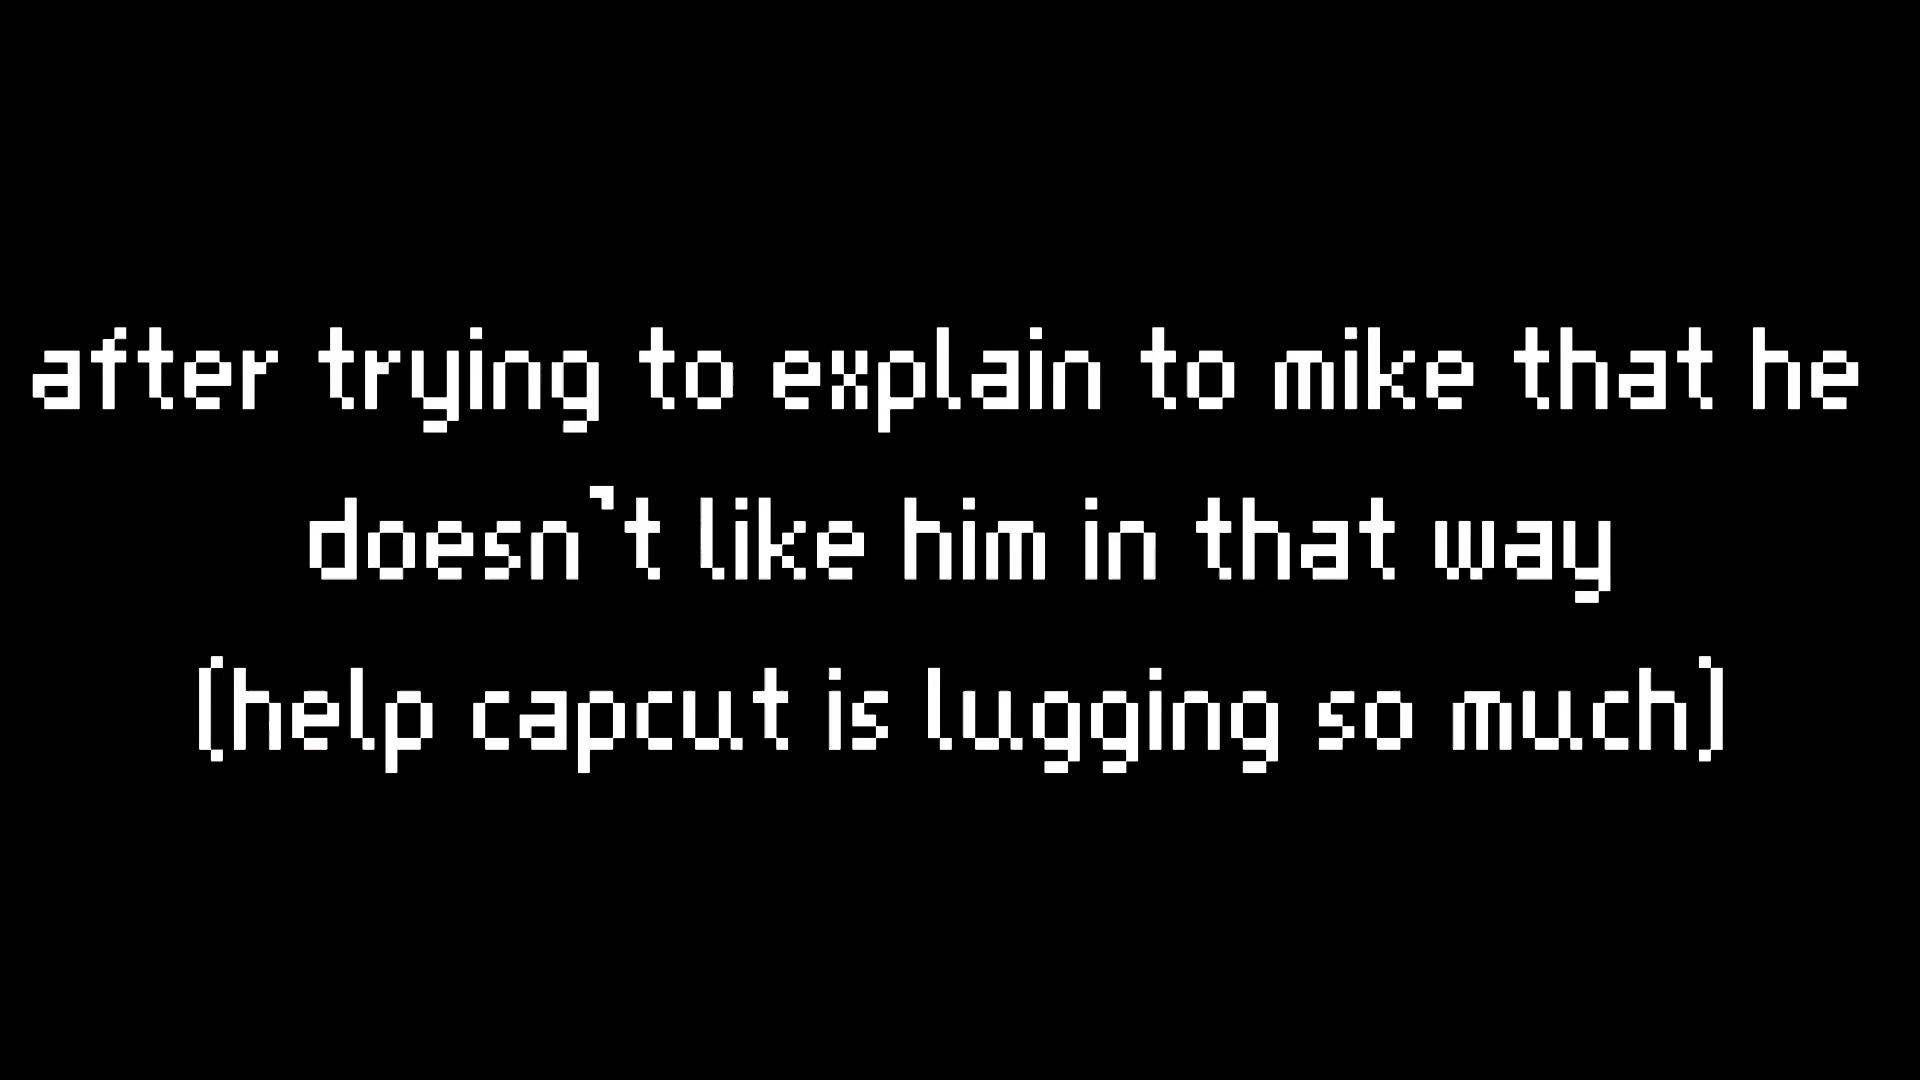 after trying to explain to mike that he
doesn`t like him in that way
(help capcut is lugging so much)